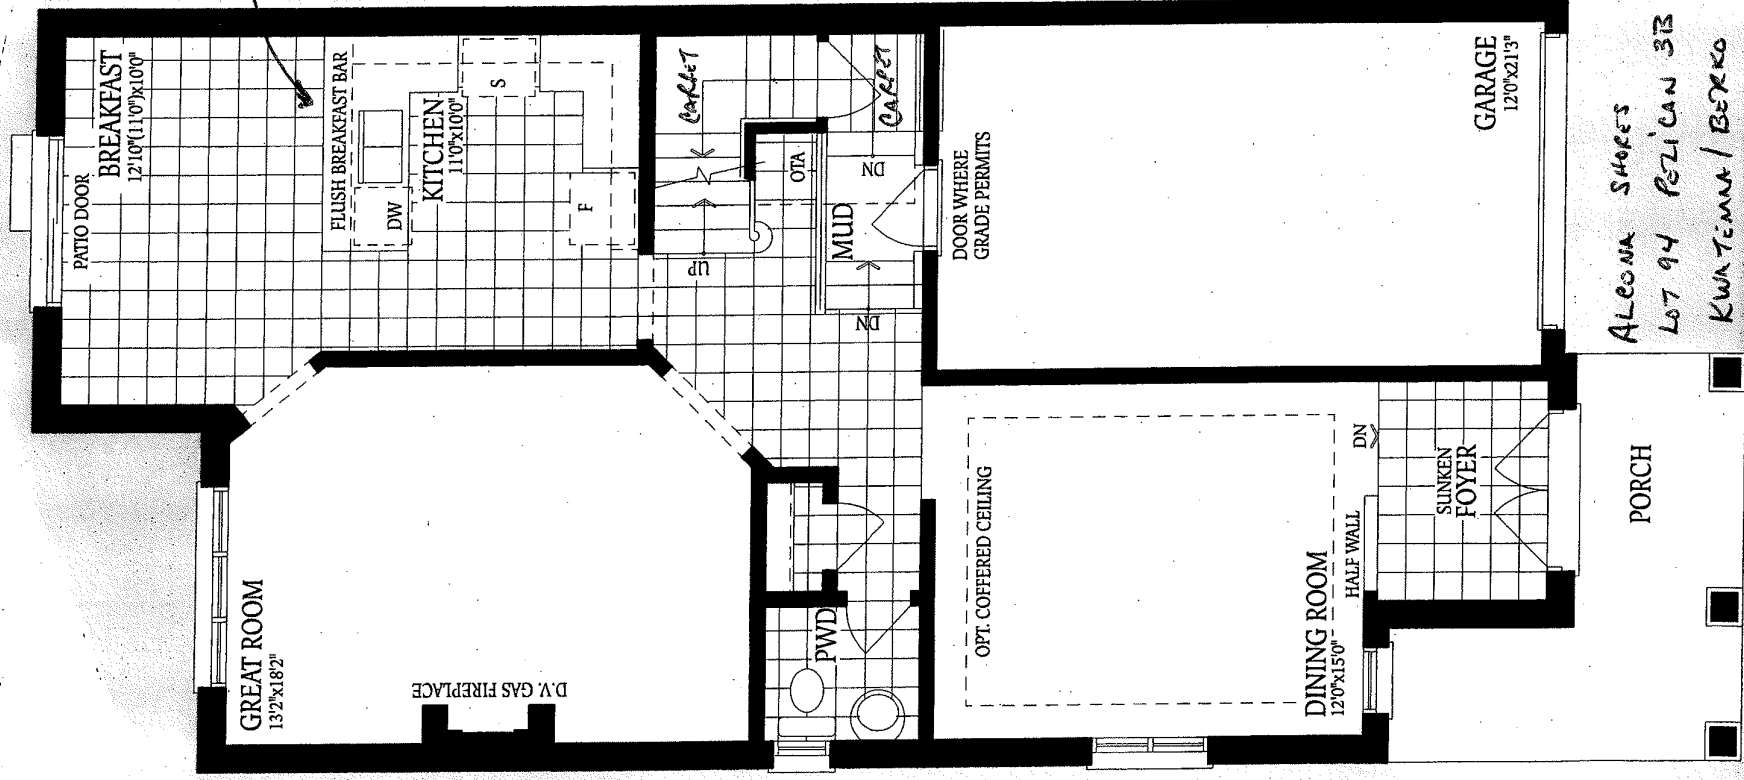 BREAKFAST
12'10"(11'0")x10'0"
PATIO DOOR
FLUSH BREAKFAST BAR
KITCHEN
11'0"x10'0"
S
DW
F
CARPET
CARPET
UP
OTA
DN
MUD
DN
DOOR WHERE
GRADE PERMITS
GARAGE
12'0"x21'3"
GREAT ROOM
13'2"x18'2"
D.V. GAS FIREPLACE
PWD
OPT. COFFERED CEILING
DINING ROOM
12'0"x15'0"
HALF WALL
DN
SUNKEN
FOYER
PORCH
ALCONA SHORES
LOT 94 PELICAN 3B
KWATEMAA / BERKO